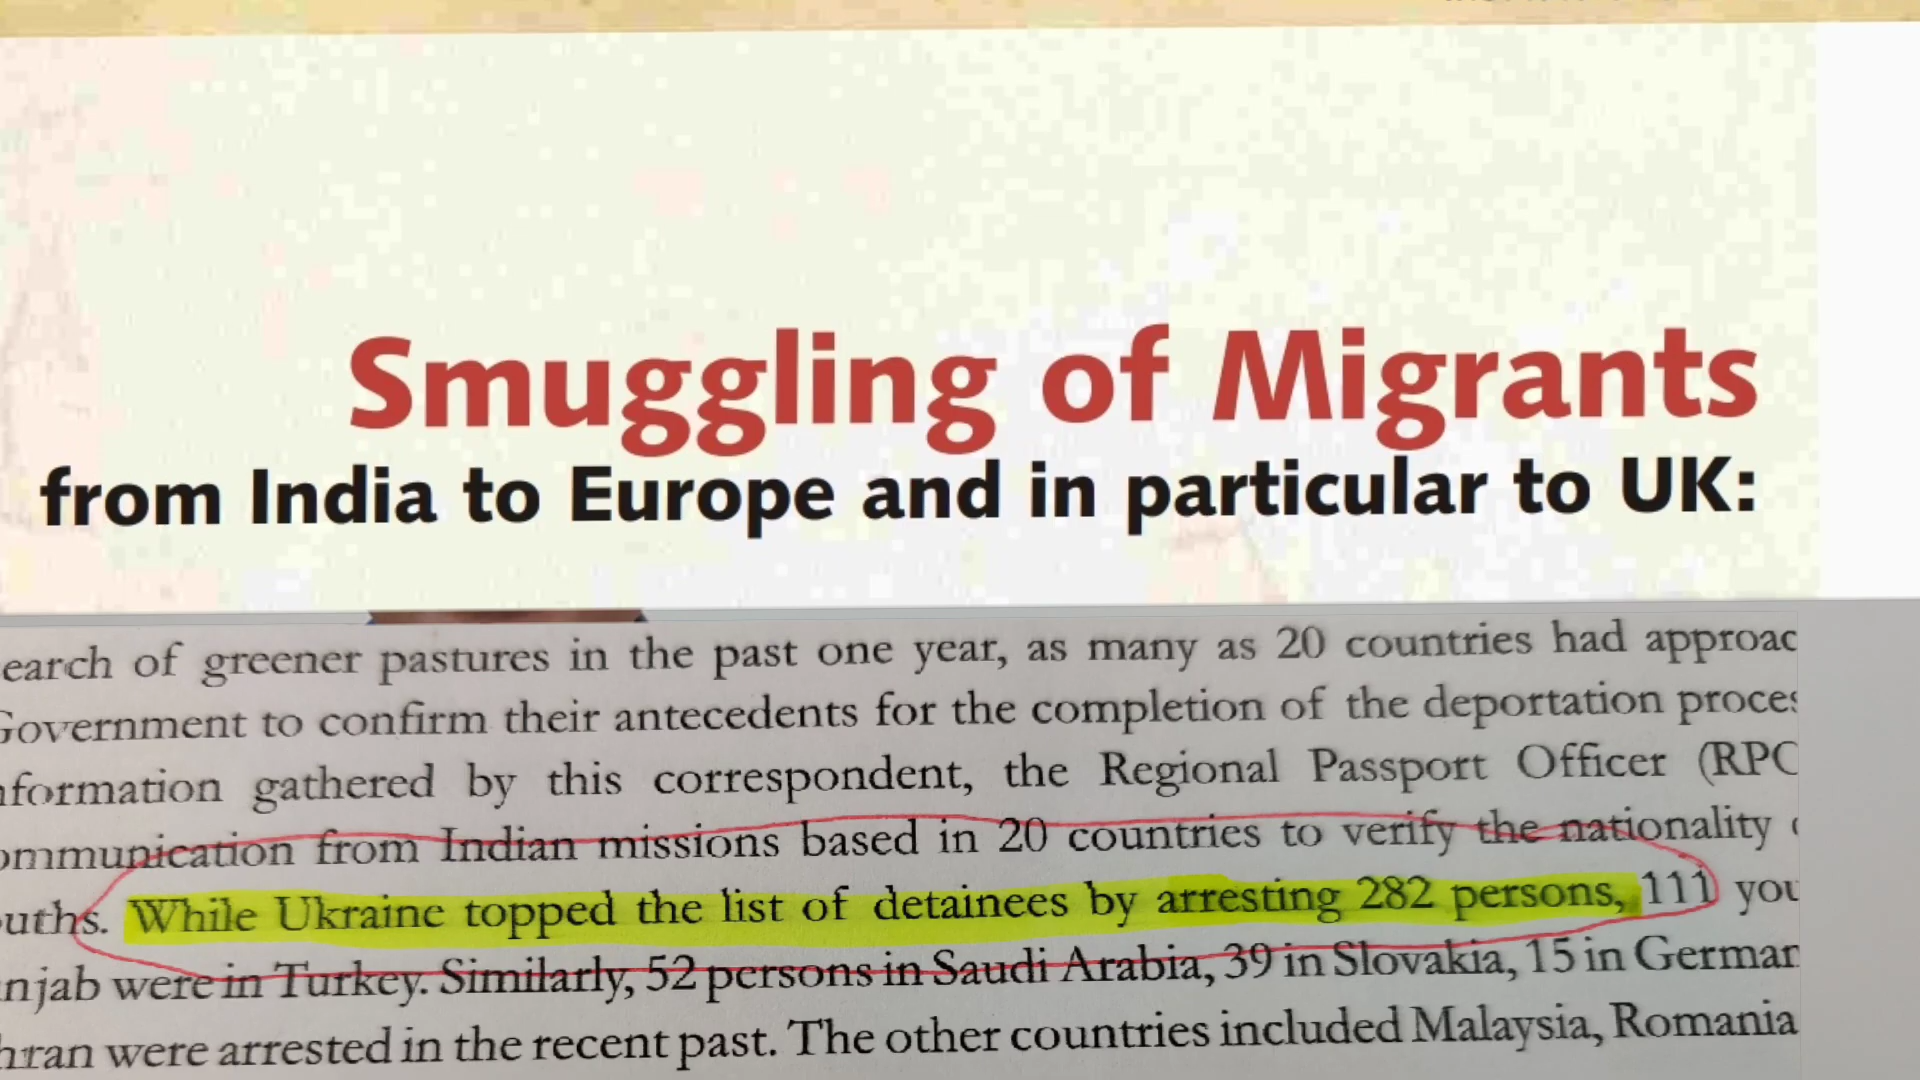 Smuggling of Migrants
from India to Europe and in particular to UK:
earch of greener pastures in the past one year, as many as 20 countries had approac
Government to confirm their antecedents for the completion of the deportation proces
nformation gathered by this correspondent, the Regional Passport Officer (RPO
ommunication from Indian missions based in 20 countries to verify the nationality
uths. While Ukraine topped the list of detainees by arresting 282 persons, 111 you
njab were in Turkey. Similarly, 52 persons in Saudi Arabia, 39 in Slovakia, 15 in German
hran were arrested in the recent past. The other countries included Malaysia, Romania